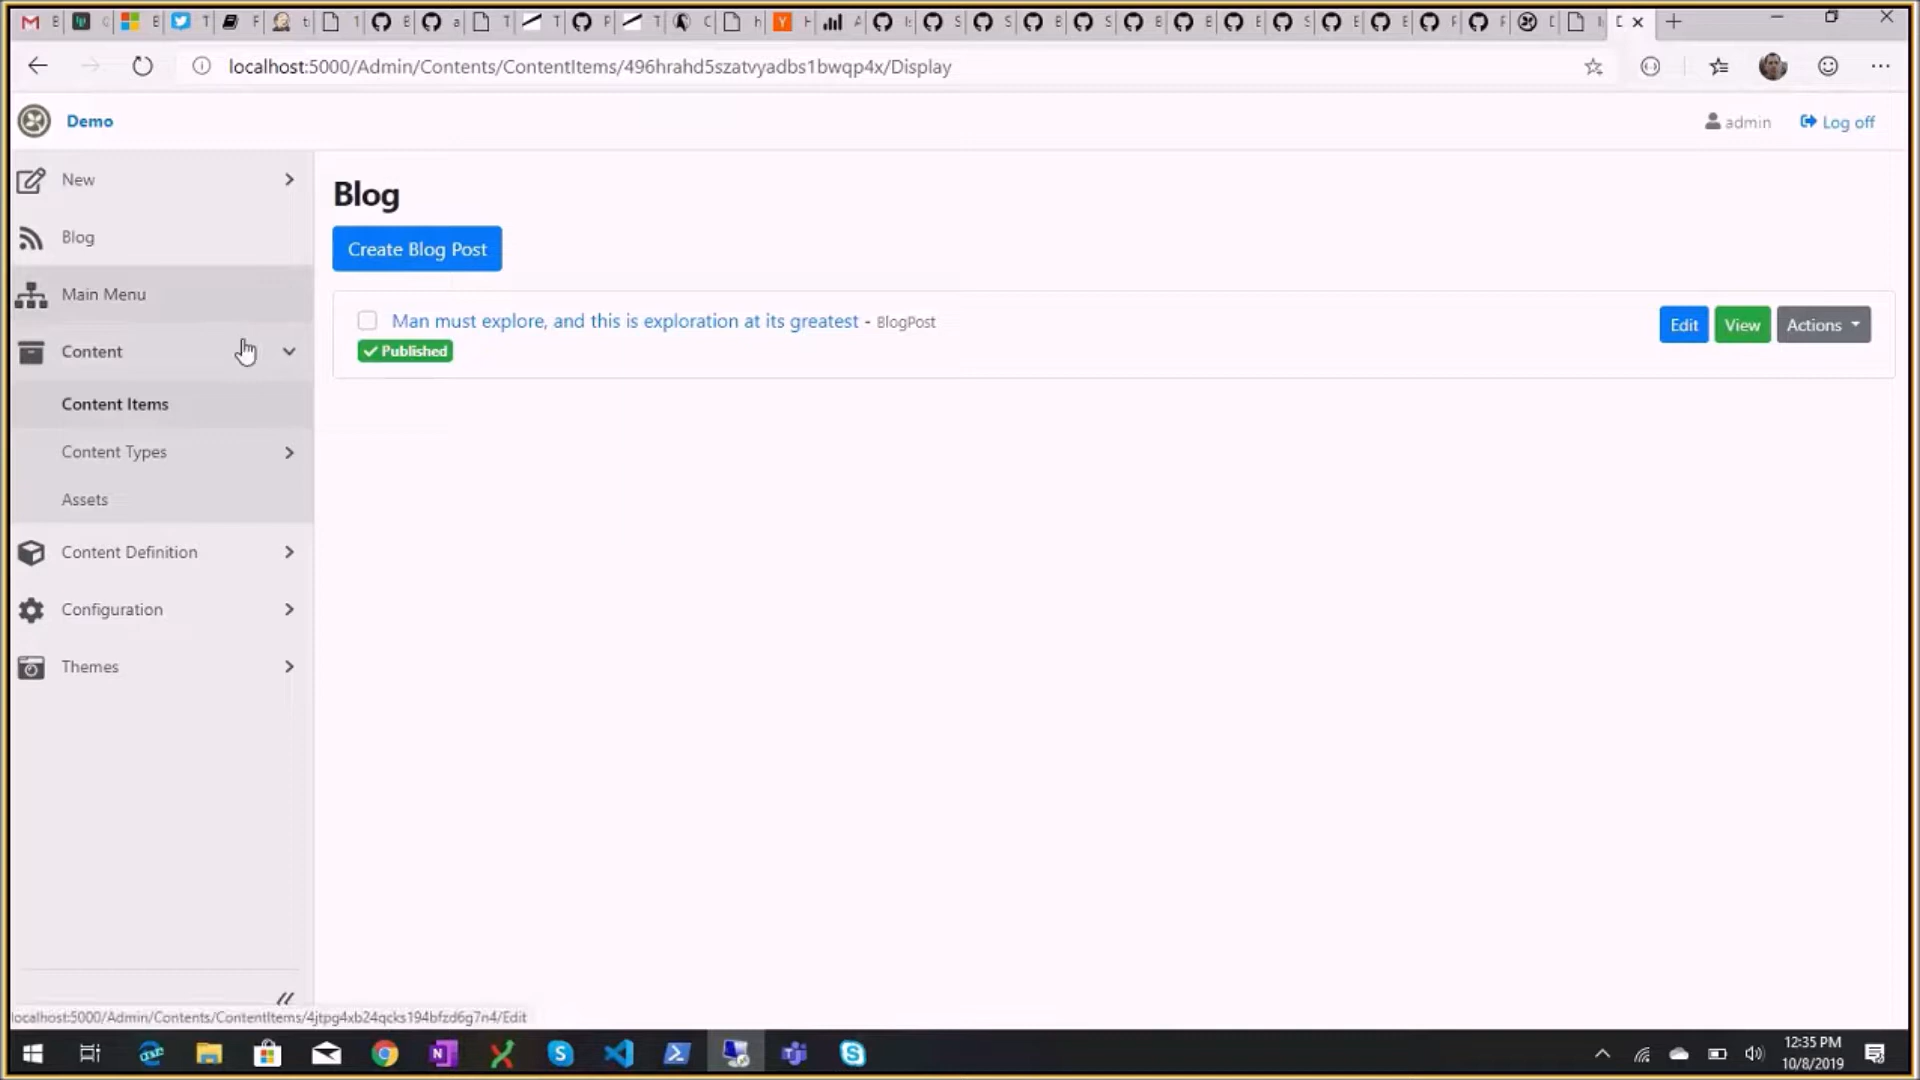 localhost:5000/Admin/Contents/ContentItems/496hrahd5szatvyadbs1bwqp4x/Display
Demo
admin
Log off
New
Blog
Main Menu
Content
Content Items
Content Types
Assets
Content Definition
Configuration
Themes
Blog
Create Blog Post
Man must explore, and this is exploration at its greatest - BlogPost
Published
Edit
View
Actions
localhost:5000/Admin/Contents/ContentItems/4jtpg4xb24qcks194bfzd6g7n4/Edit
12:35 PM
10/8/2019